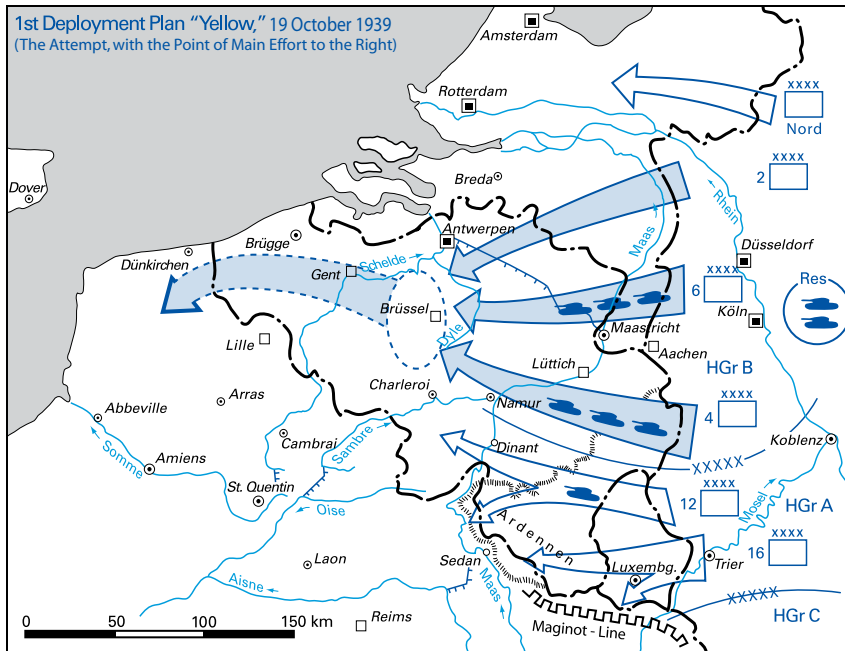 1st Deployment Plan “Yellow,” 19 October 1939
(The Attempt, with the Point of Main Effort to the Right)
Amsterdam
Rotterdam
XXXX
Nord
XXXX
2
Dover
Breda
Rhein
Maas
Brügge
Antwerpen
Dünkirchen
Gent
Schelde
Düsseldorf
XXXX
6
Res
Brüssel
Dyle
Köln
Maastricht
Lille
Aachen
Lüttich
HGr B
XXXX
4
Charleroi
Namur
Abbeville
Arras
Cambrai
Sambre
Dinant
Koblenz
XXXXX
Somme
Amiens
St. Quentin
XXXX
12
Mosel
HGr A
Oise
Ardennen
XXXX
16
Laon
Sedan
Luxembg.
Trier
Aisne
Maas
XXXXX
HGr C
Reims
Maginot - Line
0 50 100 150 km